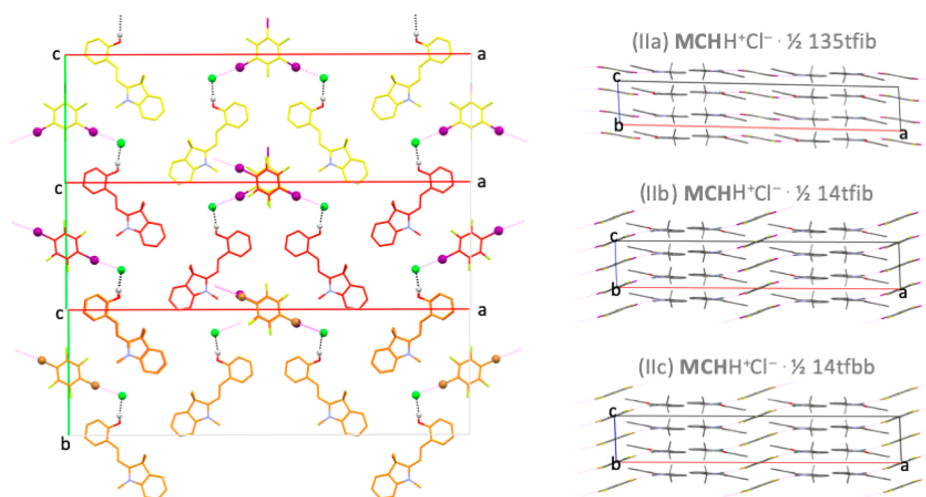 c
a
c
a
c
a
b
(IIa) MCHH⁺Cl⁻ · ½ 135tfib
c
b
a
(IIb) MCHH⁺Cl⁻ · ½ 14tfib
c
b
a
(IIc) MCHH⁺Cl⁻ · ½ 14tfbb
c
b
a